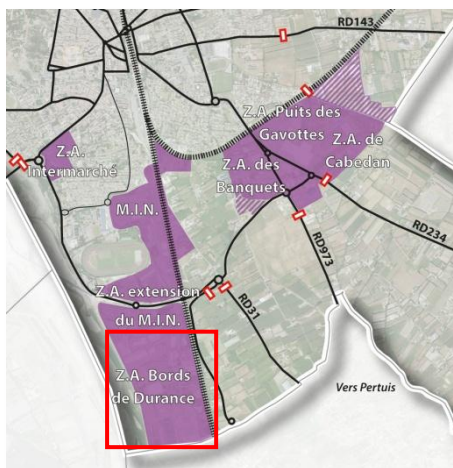 RD143
Z.A. Puits des
Gavottes
Z.A. de
Cabedan
Z.A. des
Banquets
Z.A.
Intermarché
M.I.N.
RD234
RD973
Z.A. extension
du M.I.N.
RD31
Z.A. Bords
de Durance
Vers Pertuis